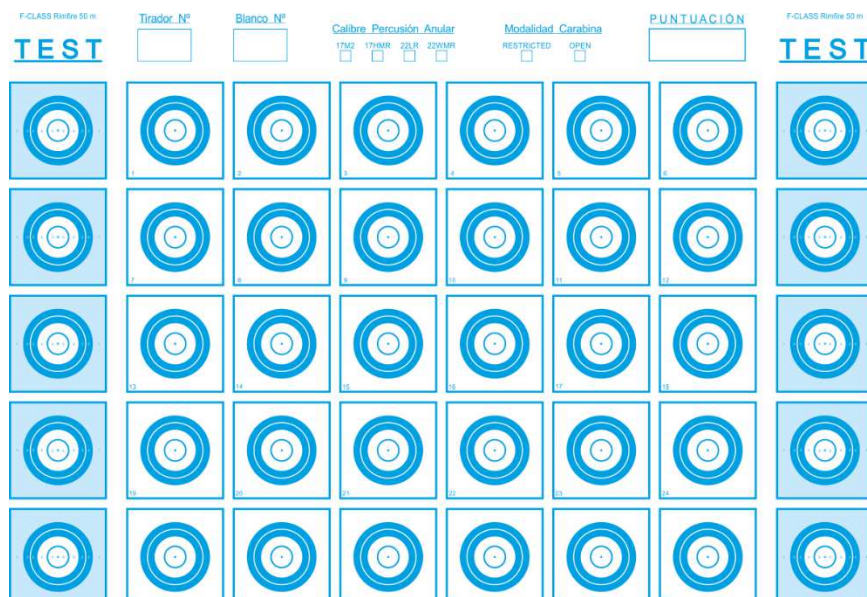 F-CLASS Rimfire 50 m
TEST
Tirador Nº
Blanco Nº
Calibre Percusión Anular
17M2 17HMR 22LR 22WMR
Modalidad Carabina
RESTRICTED OPEN
PUNTUACIÓN
F-CLASS Rimfire 50 m
TEST
1 2 3 4 5 6
7 8 9 10 11 12
13 14 15 16 17 18
19 20 21 22 23 24